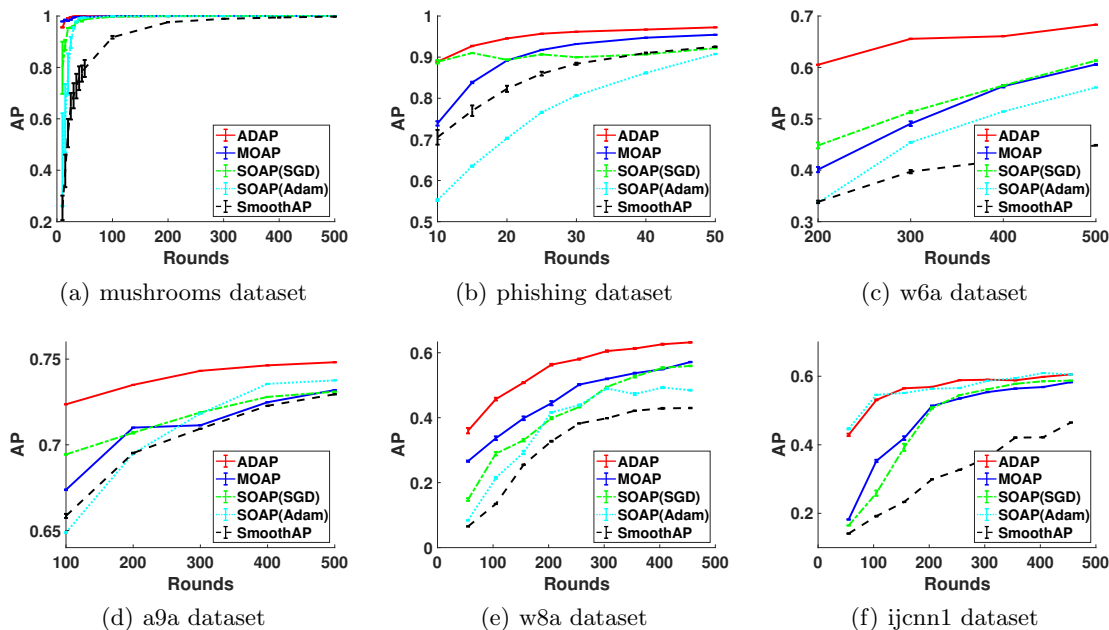 AP
1
0.8
0.6
0.4
0.2
0 100 200 300 400 500
Rounds
ADAP
MOAP
SOAP(SGD)
SOAP(Adam)
SmoothAP
(a) mushrooms dataset
AP
1
0.9
0.8
0.7
0.6
0.5
10 20 30 40 50
Rounds
ADAP
MOAP
SOAP(SGD)
SOAP(Adam)
SmoothAP
(b) phishing dataset
AP
0.7
0.6
0.5
0.4
0.3
200 300 400 500
Rounds
ADAP
MOAP
SOAP(SGD)
SOAP(Adam)
SmoothAP
(c) w6a dataset
AP
0.75
0.7
0.65
100 200 300 400 500
Rounds
ADAP
MOAP
SOAP(SGD)
SOAP(Adam)
SmoothAP
(d) a9a dataset
AP
0.8
0.6
0.4
0.2
0
0 100 200 300 400 500
Rounds
ADAP
MOAP
SOAP(SGD)
SOAP(Adam)
SmoothAP
(e) w8a dataset
AP
0.6
0.4
0.2
0 100 200 300 400 500
Rounds
ADAP
MOAP
SOAP(SGD)
SOAP(Adam)
SmoothAP
(f) ijcnn1 dataset